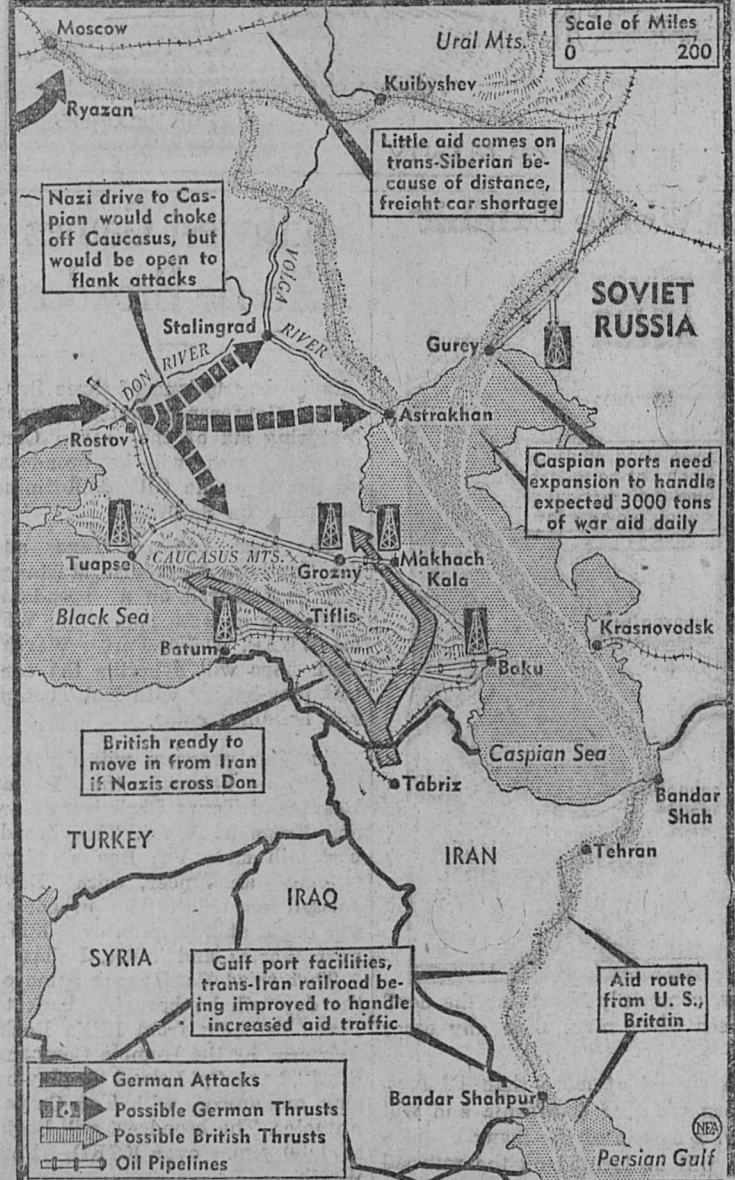 Moscow
Ural Mts.
Scale of Miles
0 200
Kuibyshev
Ryazan
Little aid comes on
trans-Siberian be-
cause of distance,
freight car shortage
Nazi drive to Cas-
pian would choke
off Caucasus, but
would be open to
flank attacks
VOLGA
RIVER
SOVIET
RUSSIA
Stalingrad
DON RIVER
Gurey
Astrakhan
Rostov
Caspian ports need
expansion to handle
expected 3000 tons
of war aid daily
Tuapse
CAUCASUS MTS.
Grozny
Makhach
Kala
Black Sea
Tiflis
Krasnovodsk
Batum
Baku
British ready to
move in from Iran
if Nazis cross Don
Caspian Sea
Tabriz
Bandar
Shah
TURKEY
IRAN
Tehran
IRAQ
SYRIA
Gulf port facilities,
trans-Iran railroad be-
ing improved to handle
increased aid traffic
Aid route
from U. S.,
Britain
German Attacks
Possible German Thrusts
Possible British Thrusts
Oil Pipelines
Bandar Shahpur
NEA
Persian Gulf